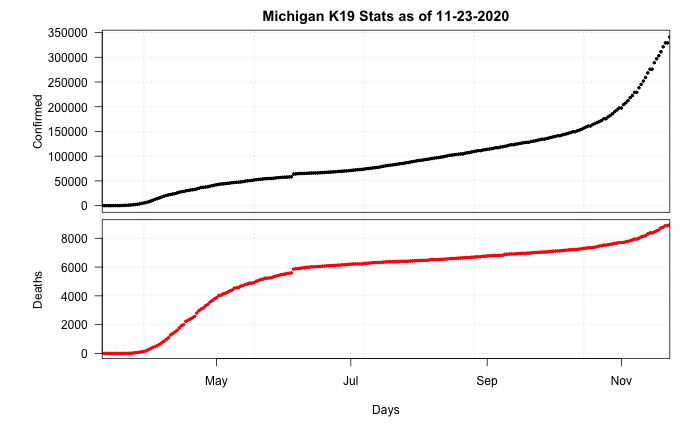 Michigan K19 Stats as of 11-23-2020
350000
300000
250000
200000
150000
100000
50000
0
Confirmed
8000
6000
4000
2000
0
Deaths
May Jul Sep Nov
Days